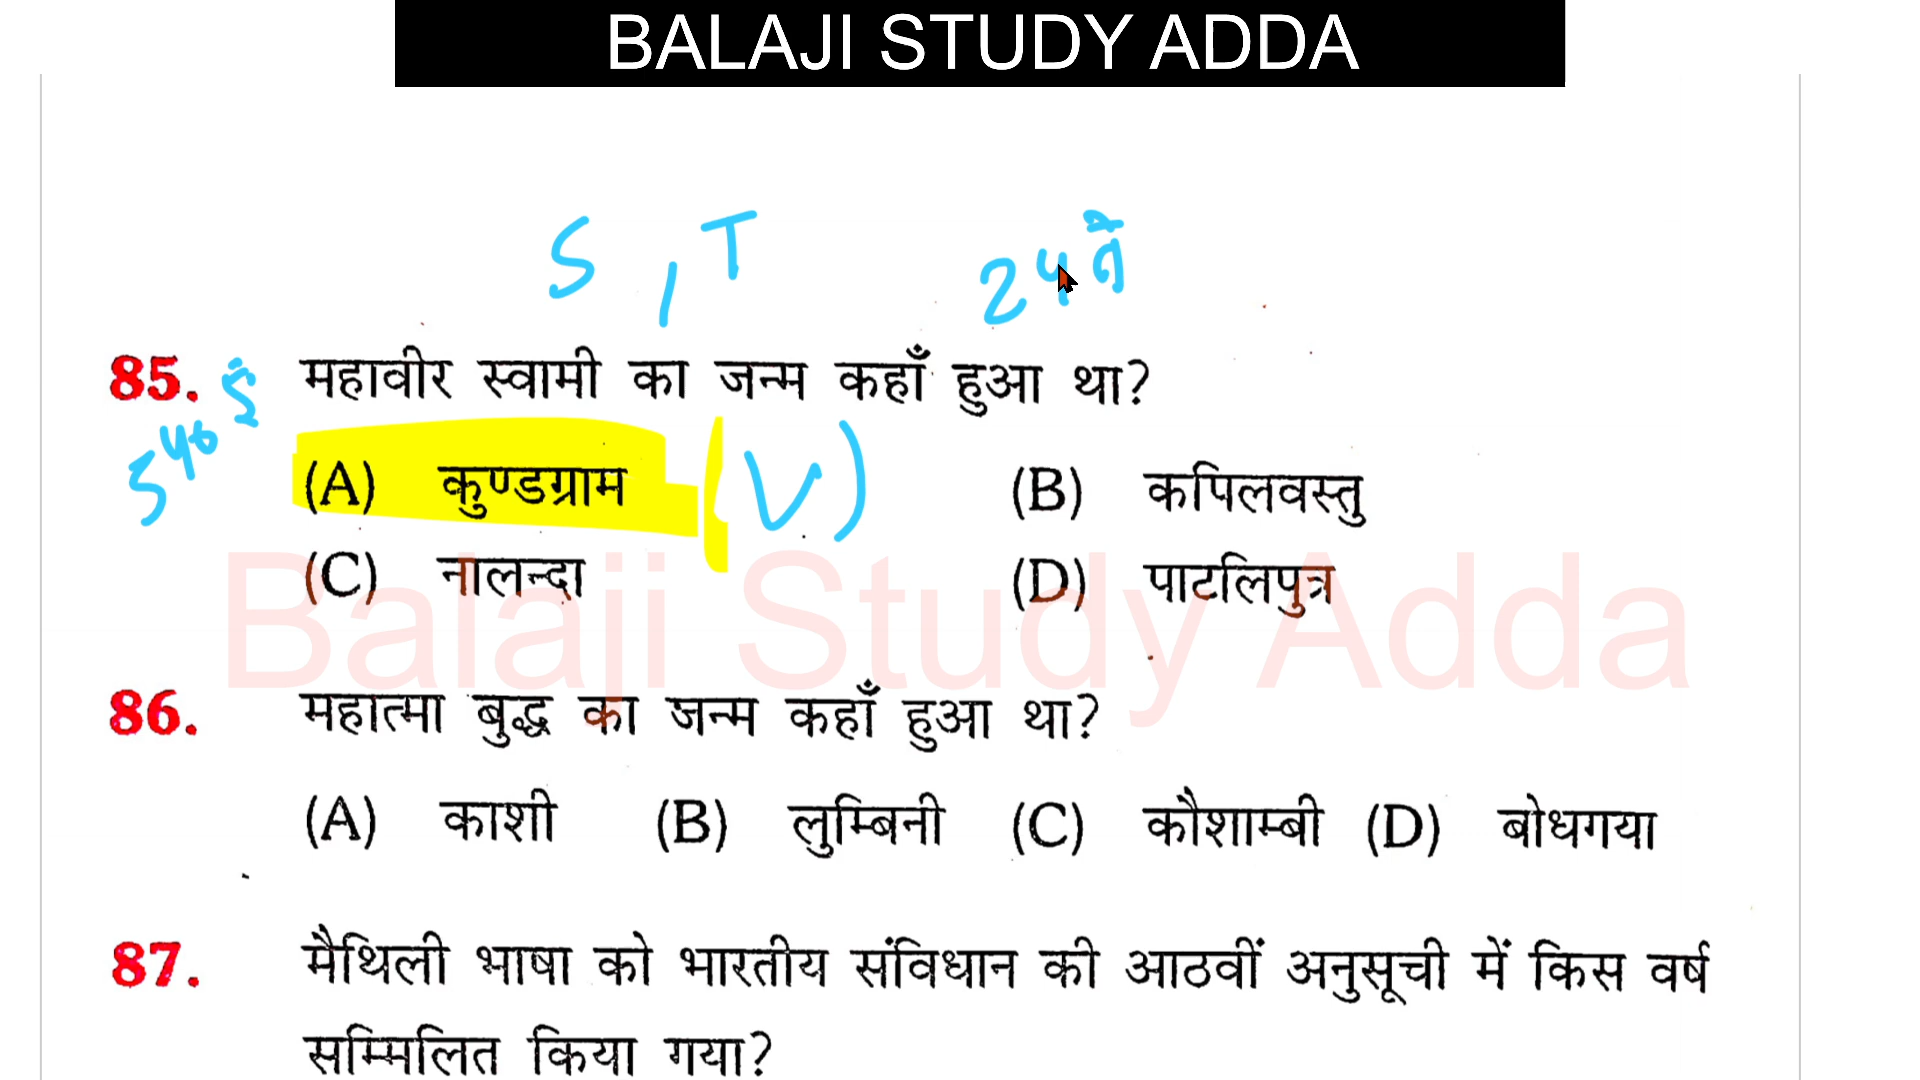 BALAJI STUDY ADDA
S , T 24वें
85. महावीर स्वामी का जन्म कहाँ हुआ था?
540 ई
(A) कुण्डग्राम (V) (B) कपिलवस्तु
(C) नालन्दा (D) पाटलिपुत्र
Balaji Study Adda
86. महात्मा बुद्ध का जन्म कहाँ हुआ था?
(A) काशी (B) लुम्बिनी (C) कौशाम्बी (D) बोधगया
87. मैथिली भाषा को भारतीय संविधान की आठवीं अनुसूची में किस वर्ष
सम्मिलित किया गया?